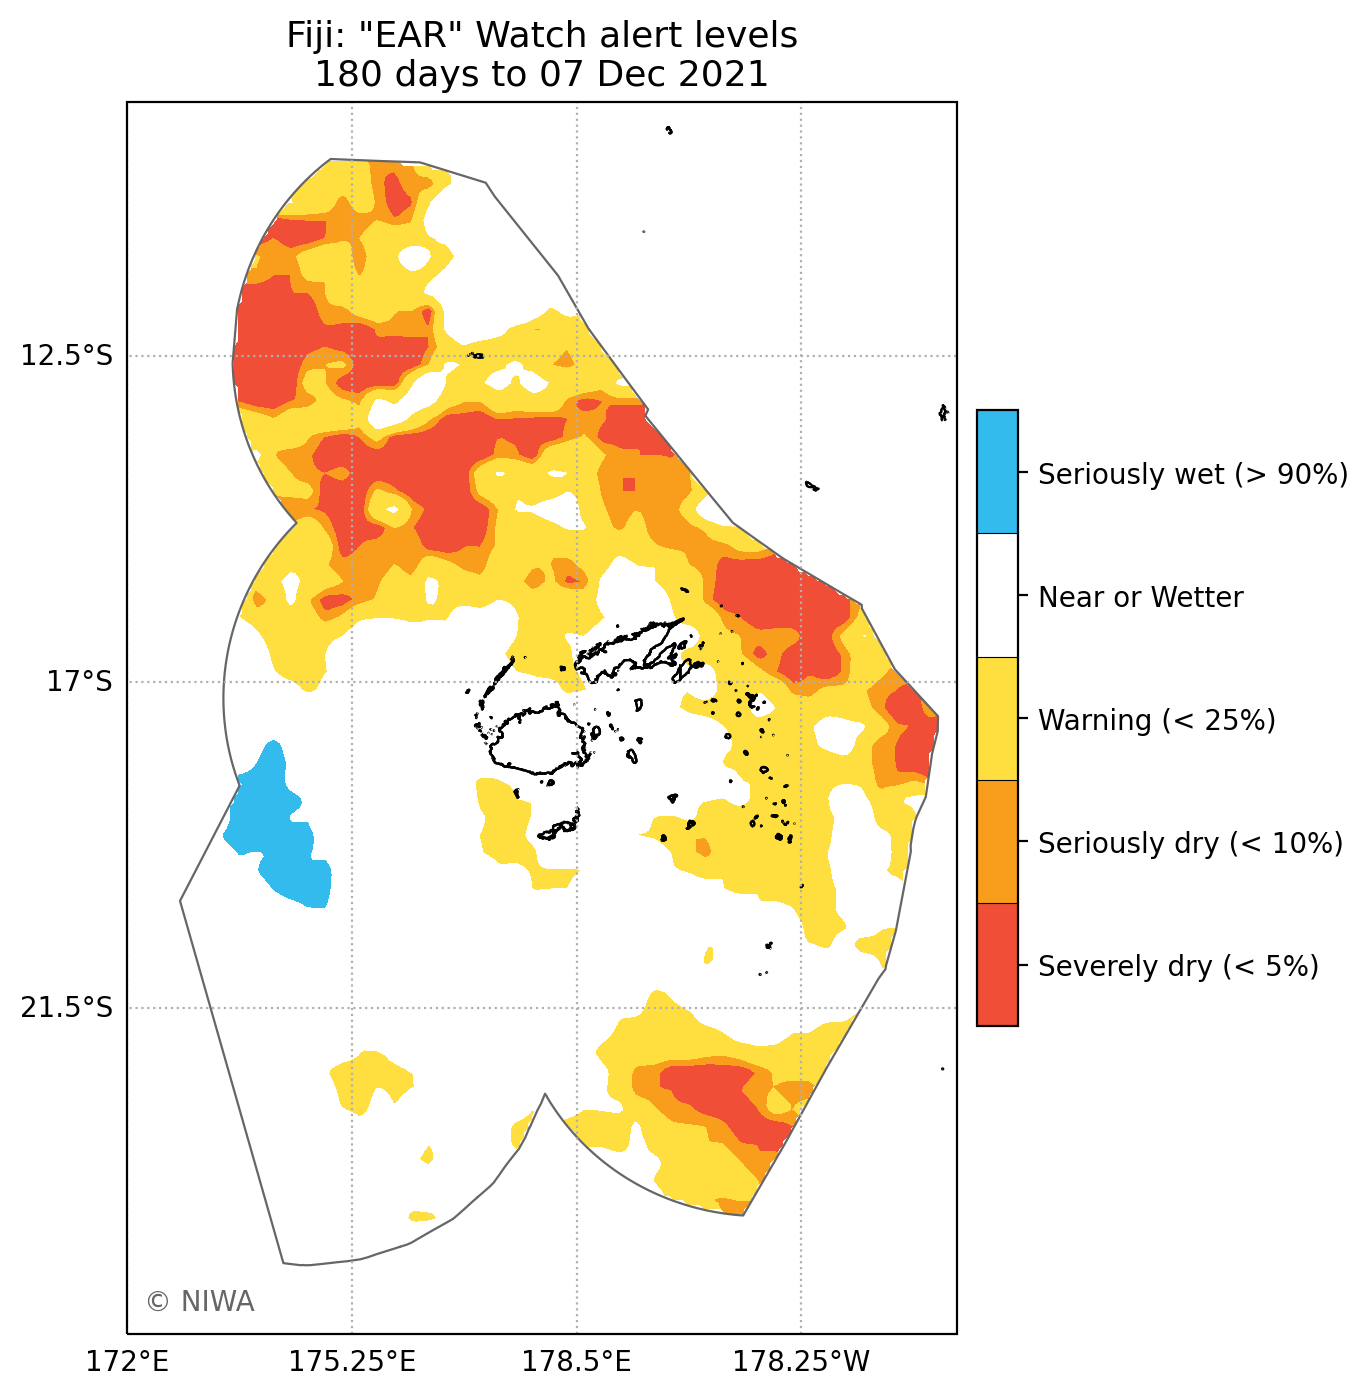 Fiji: "EAR" Watch alert levels
180 days to 07 Dec 2021
12.5°S
17°S
21.5°S
172°E
175.25°E
178.5°E
178.25°W
Seriously wet (> 90%)
Near or Wetter
Warning (< 25%)
Seriously dry (< 10%)
Severely dry (< 5%)
© NIWA